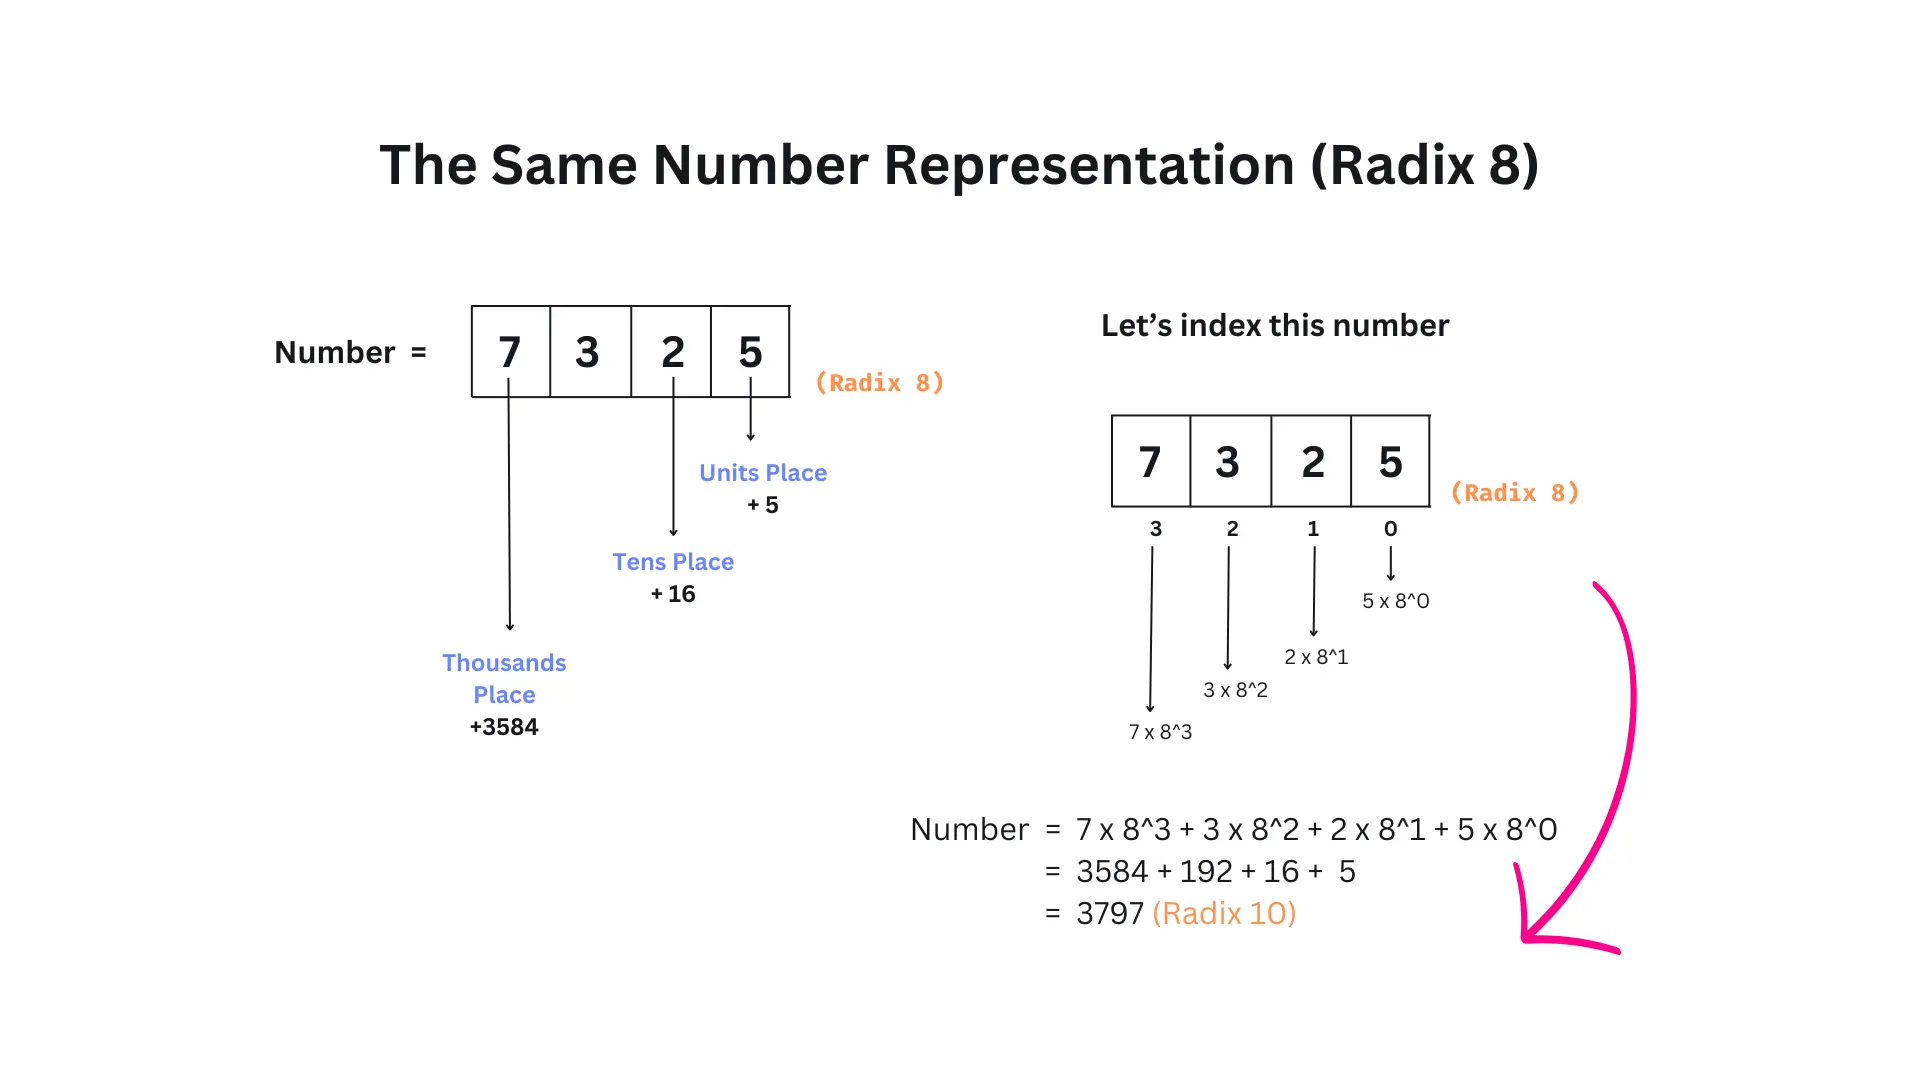 The Same Number Representation (Radix 8)
Number =
7 3 2 5
(Radix 8)
Units Place
+ 5
Tens Place
+ 16
Thousands
Place
+3584
Let’s index this number
7 3 2 5
(Radix 8)
3 2 1 0
5 x 8^0
2 x 8^1
3 x 8^2
7 x 8^3
Number = 7 x 8^3 + 3 x 8^2 + 2 x 8^1 + 5 x 8^0
= 3584 + 192 + 16 + 5
= 3797 (Radix 10)